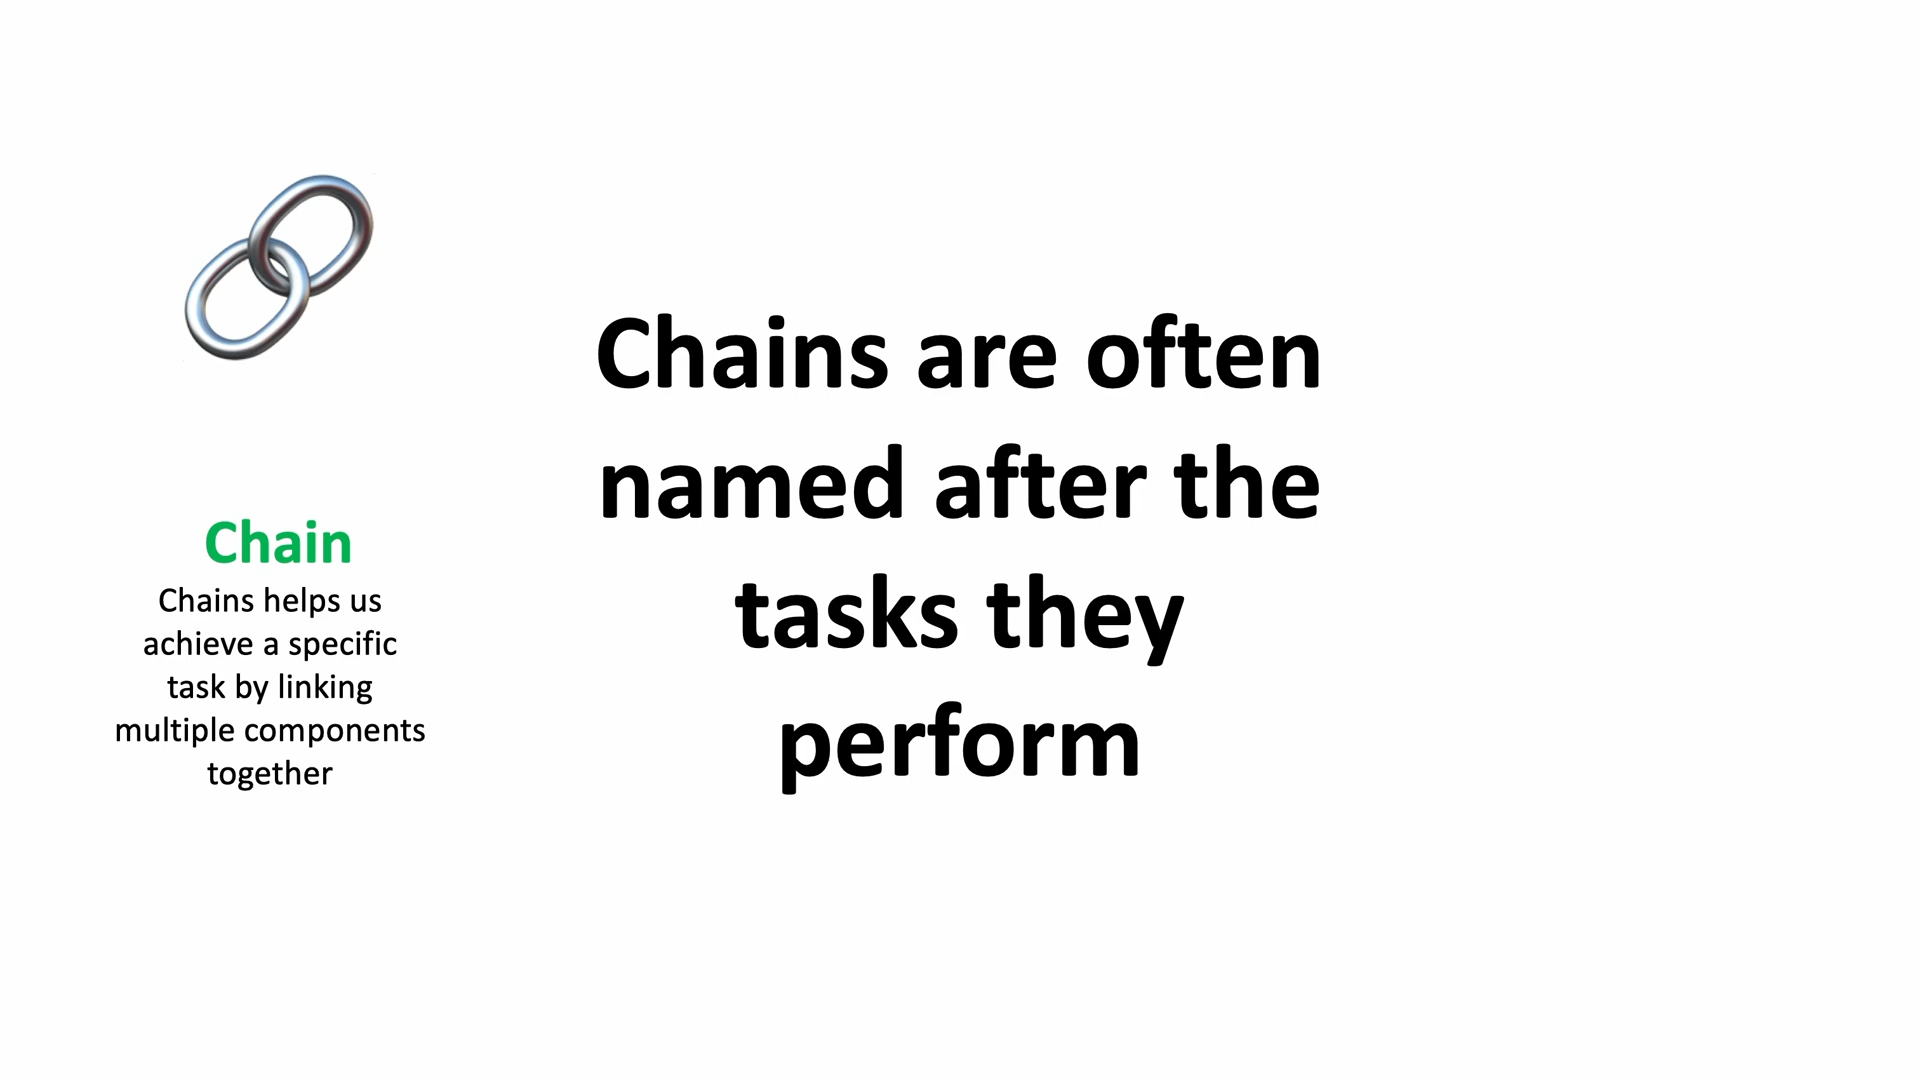 Chain
Chains helps us
achieve a specific
task by linking
multiple components
together
Chains are often
named after the
tasks they
perform